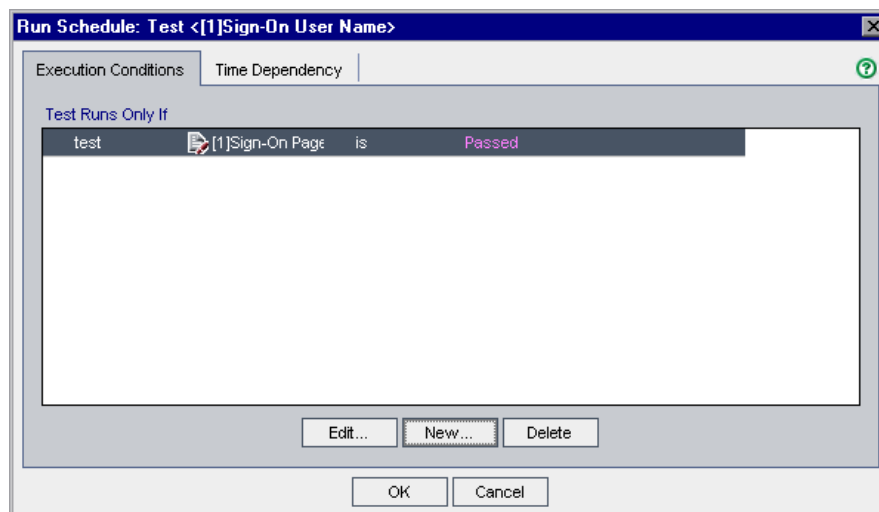 Run Schedule: Test <[1]Sign-On User Name>
Execution Conditions Time Dependency
Test Runs Only If
test [1]Sign-On Page is Passed
Edit... New... Delete
OK Cancel